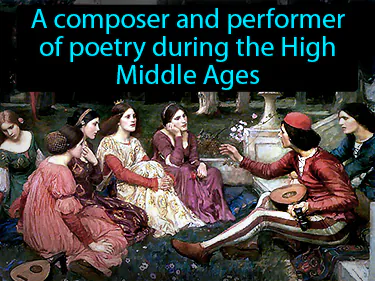 A composer and performer
of poetry during the High
Middle Ages